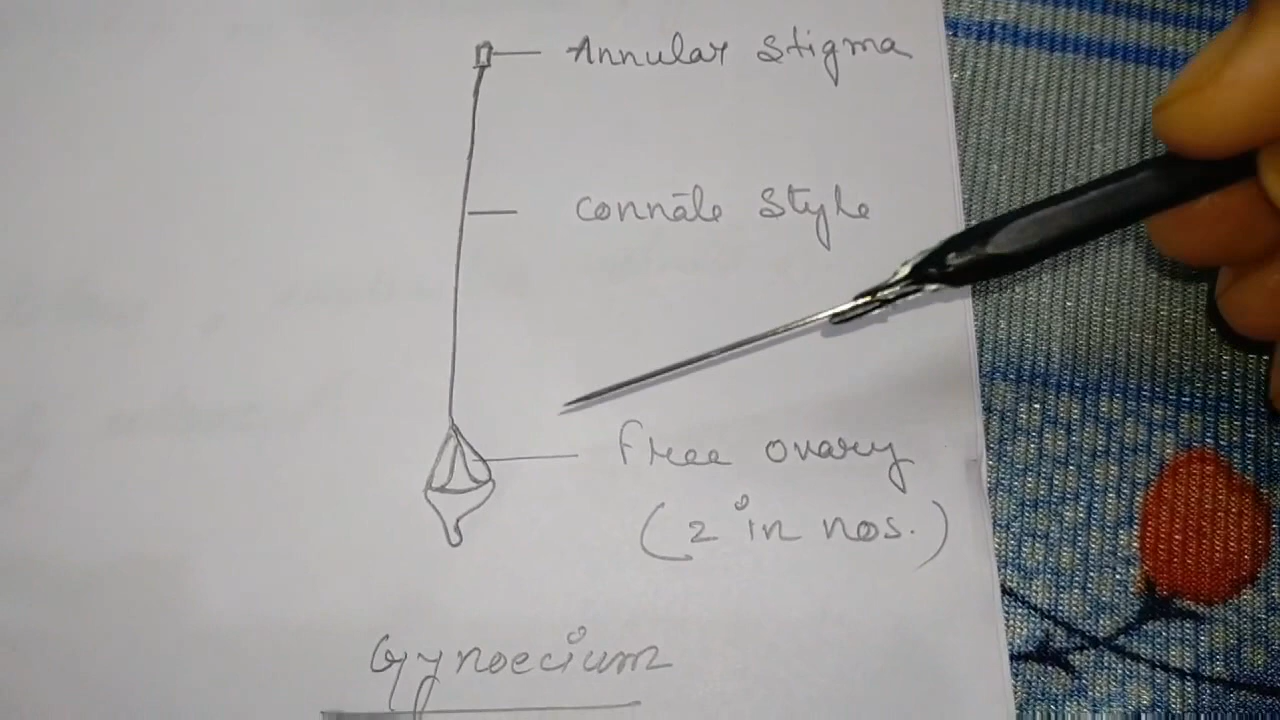 Annular Stigma
Connate Style
Free ovary
(2 in nos.)
Gynoecium